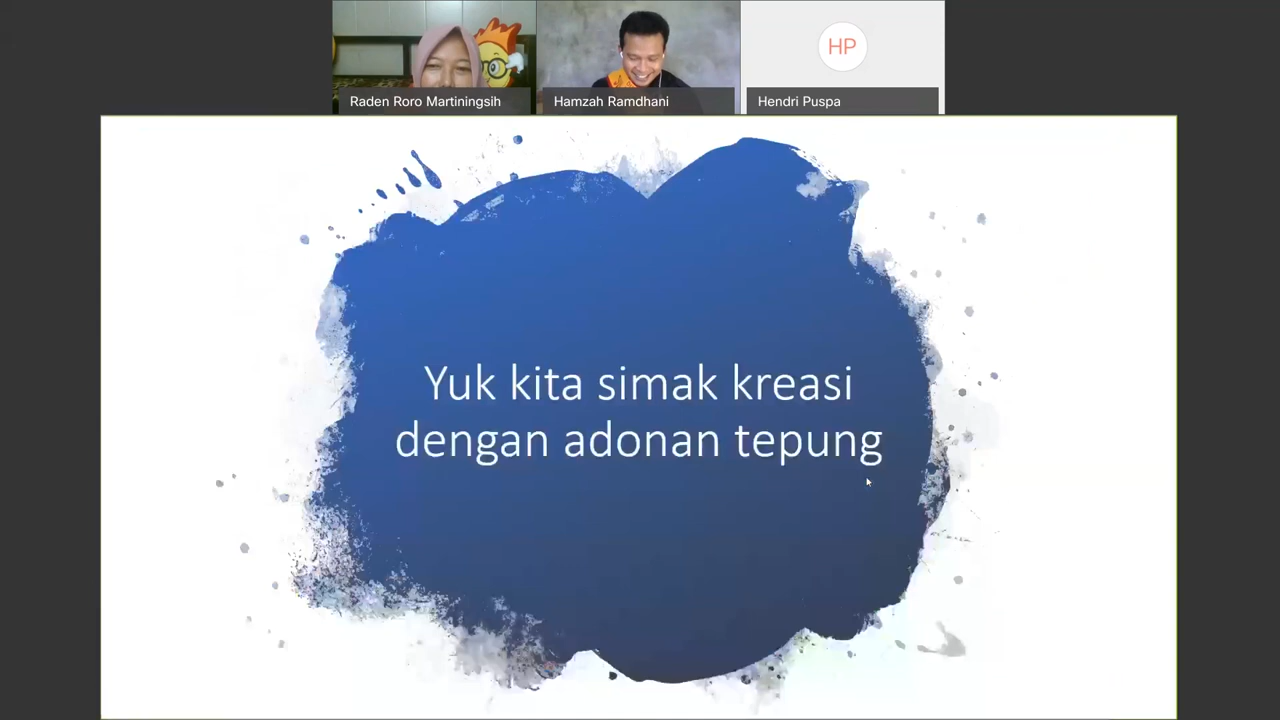 Raden Roro Martiningsih
Hamzah Ramdhani
HP
Hendri Puspa
Yuk kita simak kreasi
dengan adonan tepung